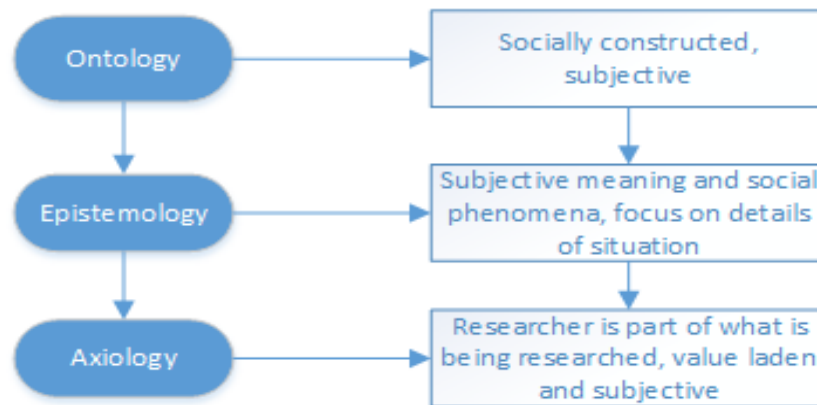 Ontology
Socially constructed,
subjective
Epistemology
Subjective meaning and social
phenomena, focus on details
of situation
Axiology
Researcher is part of what is
being researched, value laden
and subjective